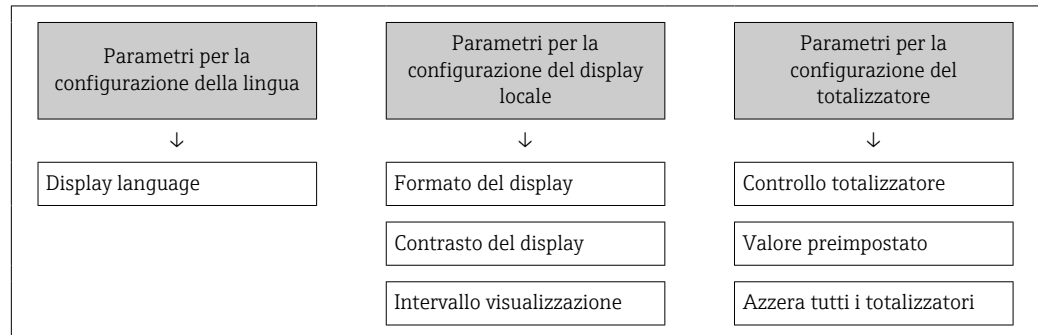 Parametri per la
configurazione della lingua
↓
Display language
Parametri per la
configurazione del display
locale
↓
Formato del display
Contrasto del display
Intervallo visualizzazione
Parametri per la
configurazione del
totalizzatore
↓
Controllo totalizzatore
Valore preimpostato
Azzera tutti i totalizzatori